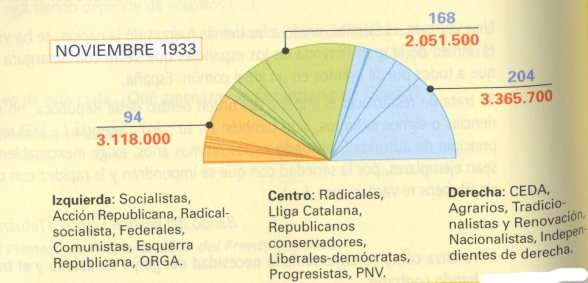 NOVIEMBRE 1933
168
2.051.500
204
3.365.700
94
3.118.000
Izquierda: Socialistas,
Acción Republicana, Radical-
socialista, Federales,
Comunistas, Esquerra
Republicana, ORGA.
Centro: Radicales,
Lliga Catalana,
Republicanos
conservadores,
Liberales-demócratas,
Progresistas, PNV.
Derecha: CEDA,
Agrarios, Tradicio-
nalistas y Renovación,
Nacionalistas, Indepen-
dientes de derecha.